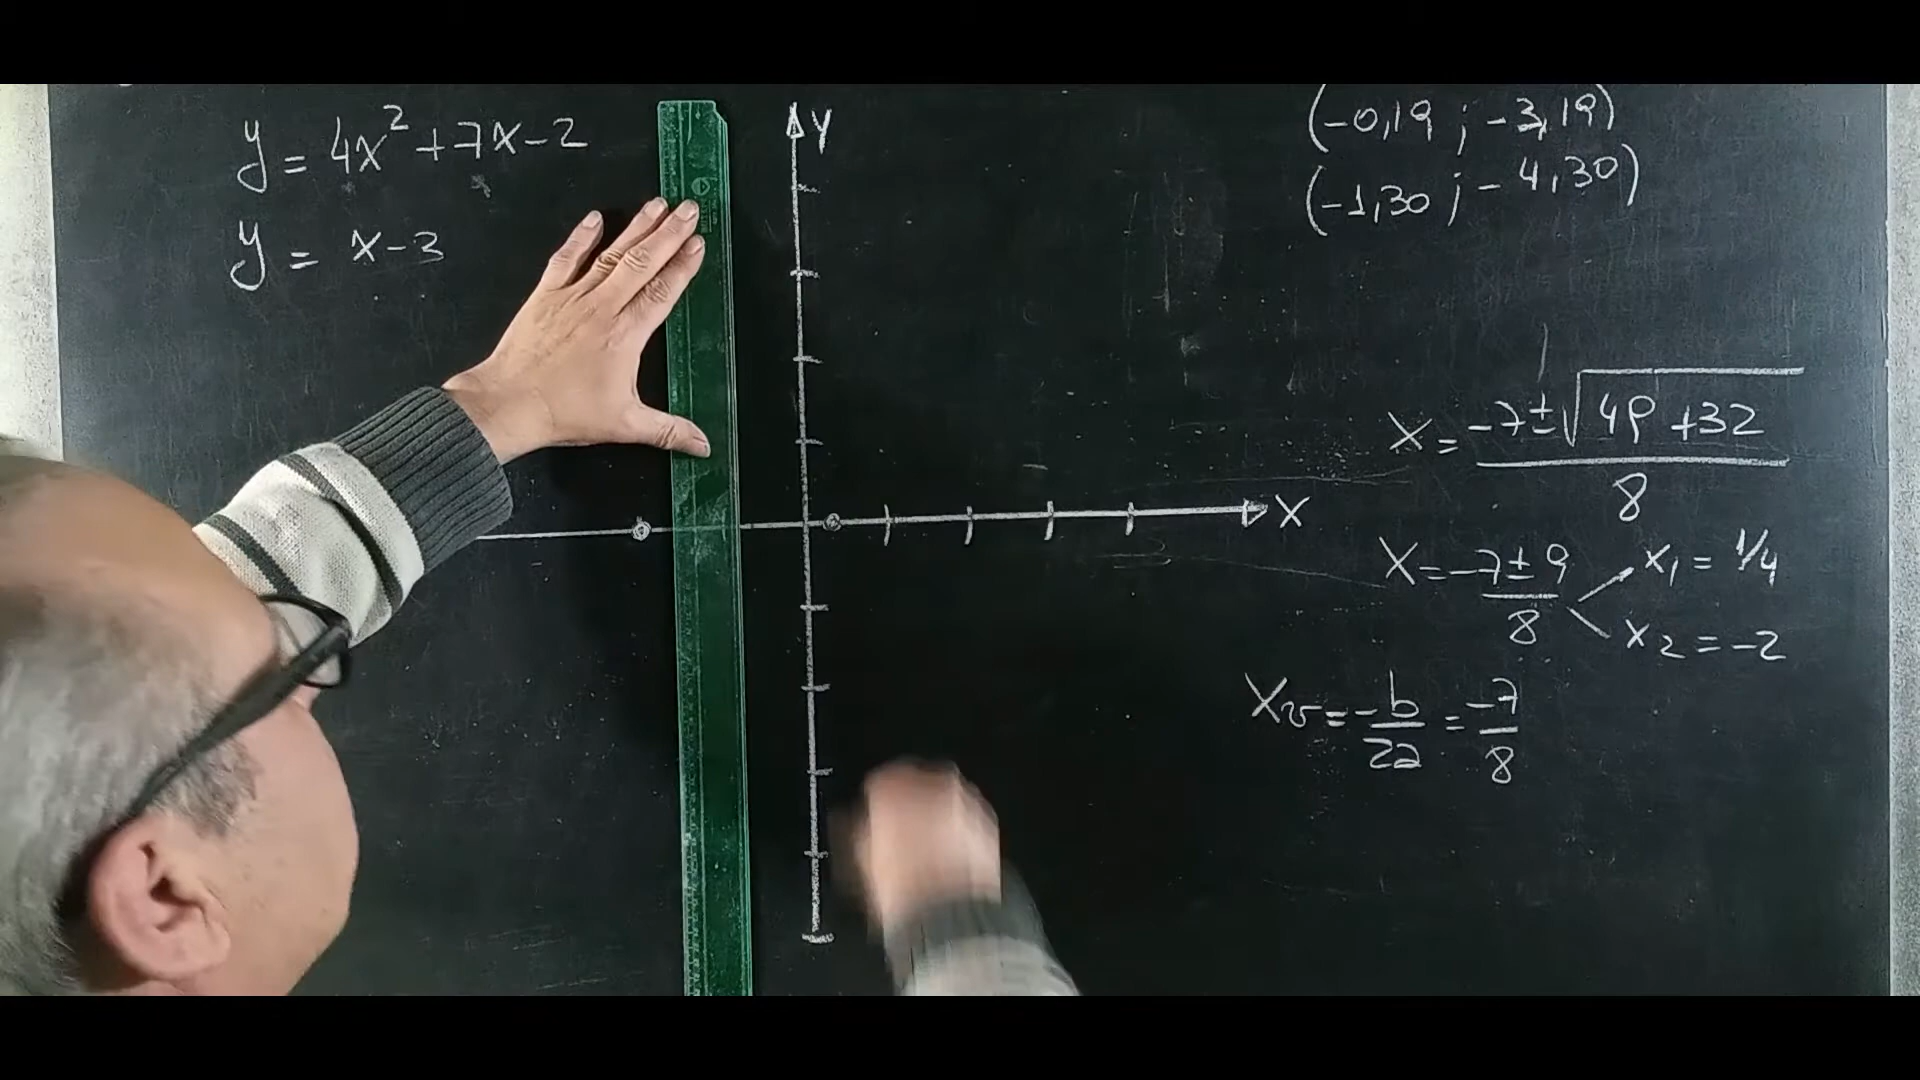 y = 4x² + 7x - 2
y = x - 3
Y
X
(-0,19 ; -3,19)
(-1,30 ; -4,30)
X = -7 ± √49 + 32 / 8
X = -7 ± 9 / 8
x₁ = 1/4
x₂ = -2
Xv = -b / 2a = -7 / 8